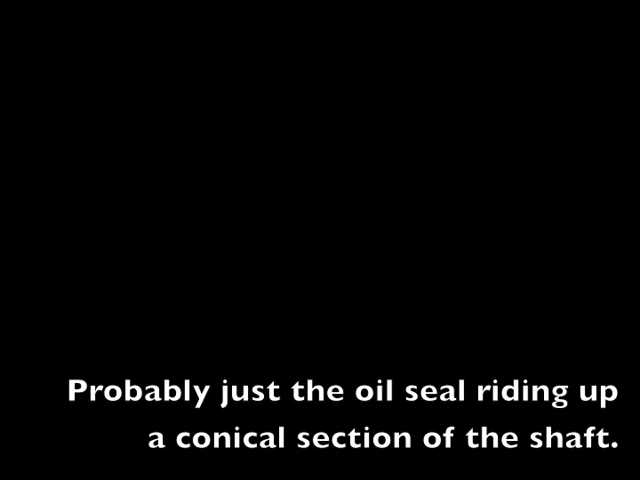 Probably just the oil seal riding up
a conical section of the shaft.